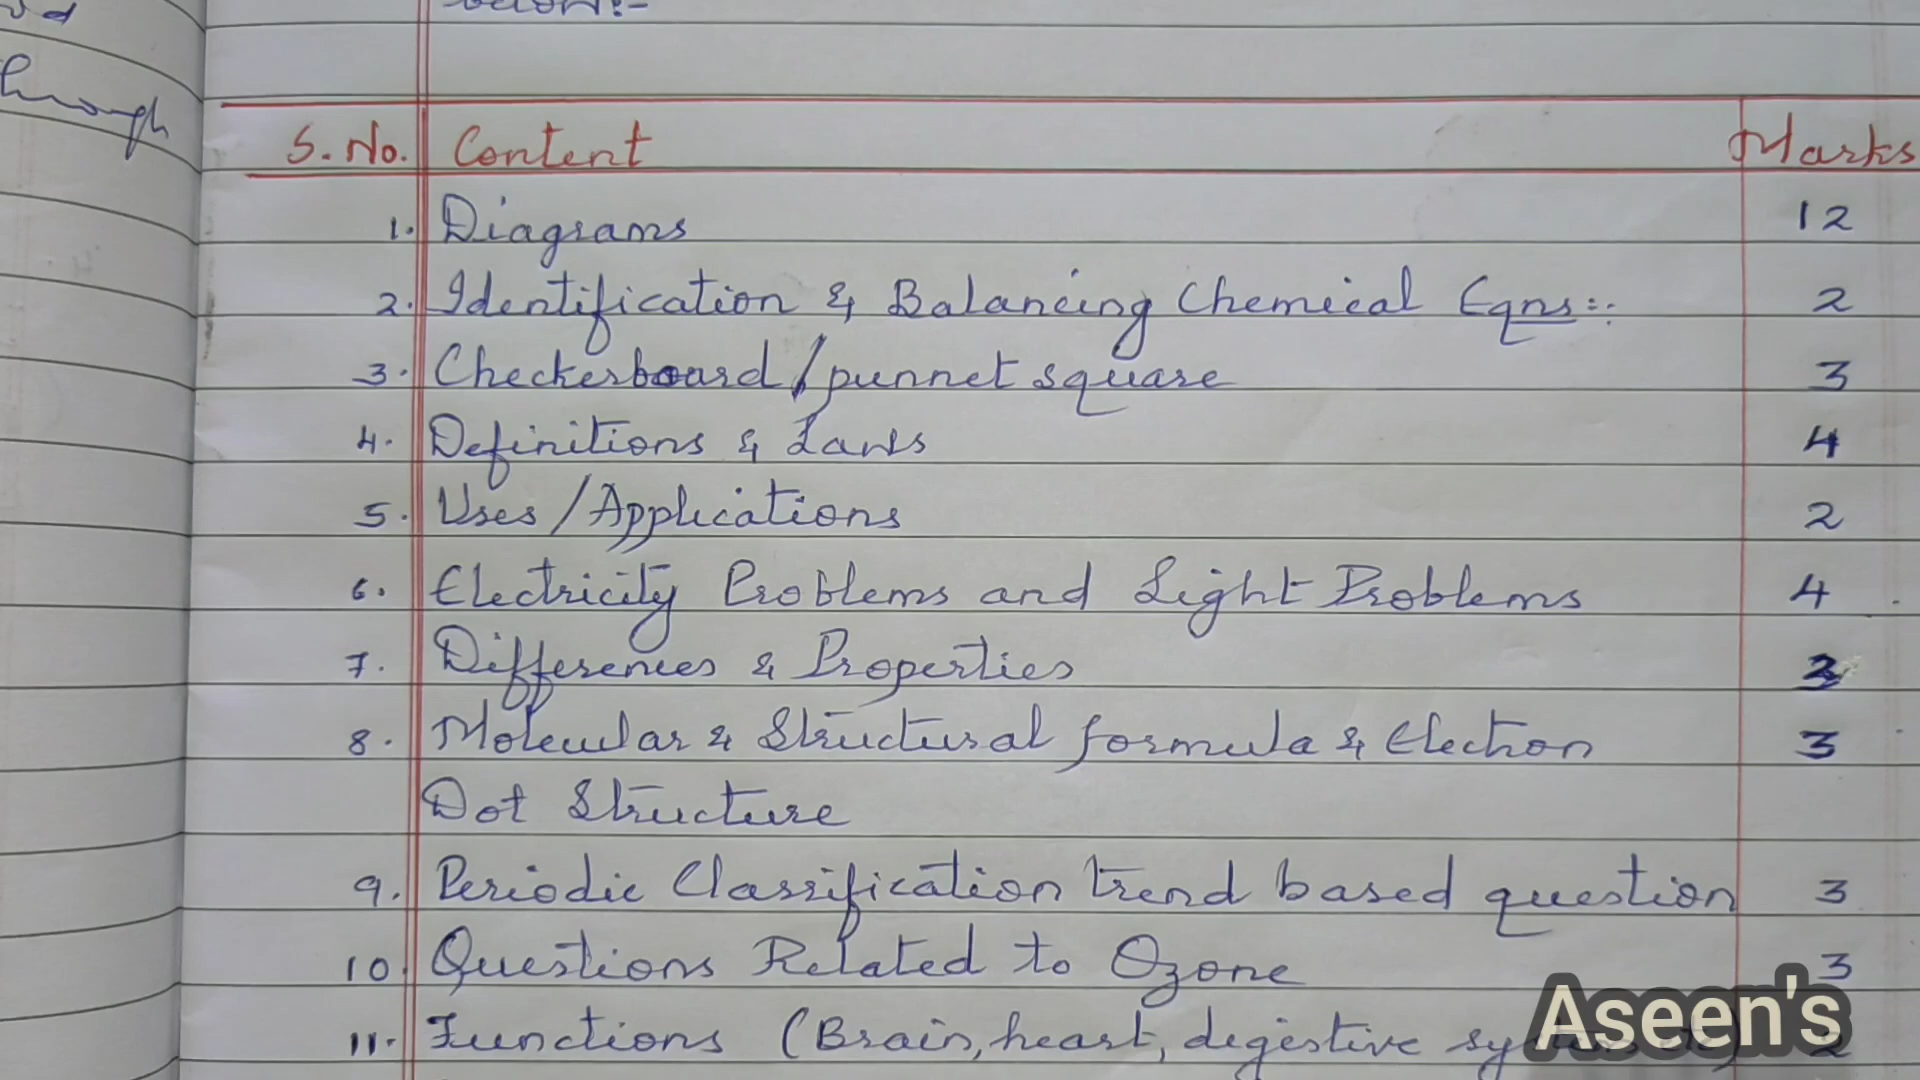 below:-
through
S. No. Content Marks
1. Diagrams 12
2. Identification & Balancing Chemical Eqns:: 2
3. Checkerboard/punnet square 3
4. Definitions & Laws 4
5. Uses/Applications 2
6. Electricity Problems and Light Problems 4
7. Differences & Properties
8. Molecular & Structural formula & Electron 3
Dot Structure
9. Periodic Classification trend based question 3
10. Questions Related to Ozone 3
11. Functions (Brain, heart, digestive 2
Aseen's